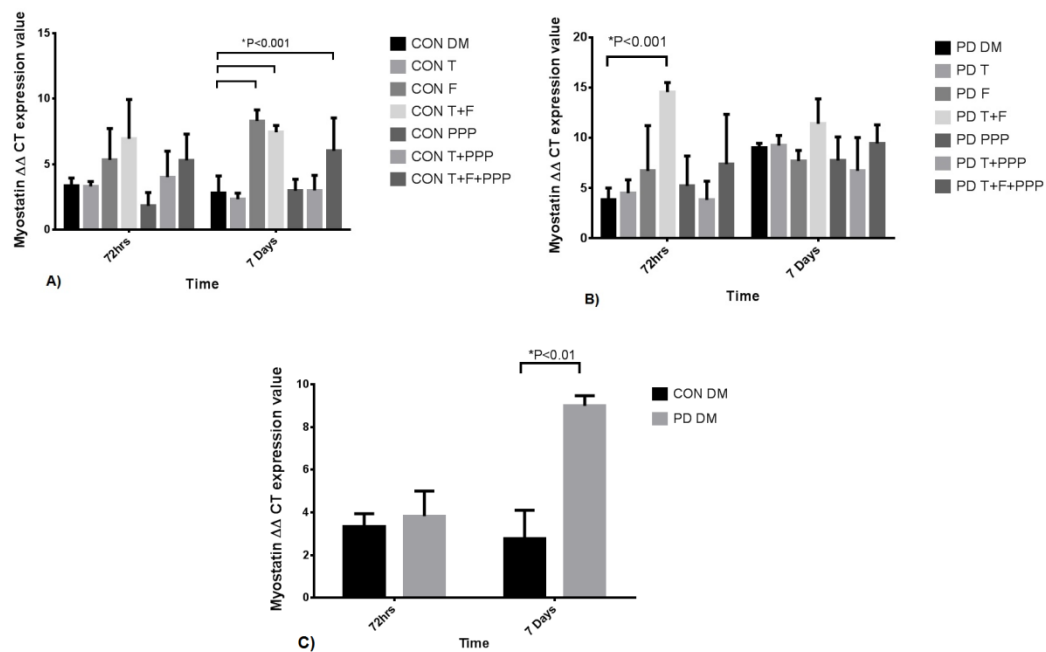 Myostatin ΔΔ CT expression value
15
10
5
0
*P<0.001
72hrs
7 Days
Time
A)
CON DM
CON T
CON F
CON T+F
CON PPP
CON T+PPP
CON T+F+PPP
Myostatin ΔΔ CT expression value
20
15
10
5
0
*P<0.001
72hrs
7 Days
Time
B)
PD DM
PD T
PD F
PD T+F
PD PPP
PD T+PPP
PD T+F+PPP
Myostatin ΔΔ CT expression value
10
8
6
4
2
0
*P<0.01
72hrs
7 Days
Time
C)
CON DM
PD DM